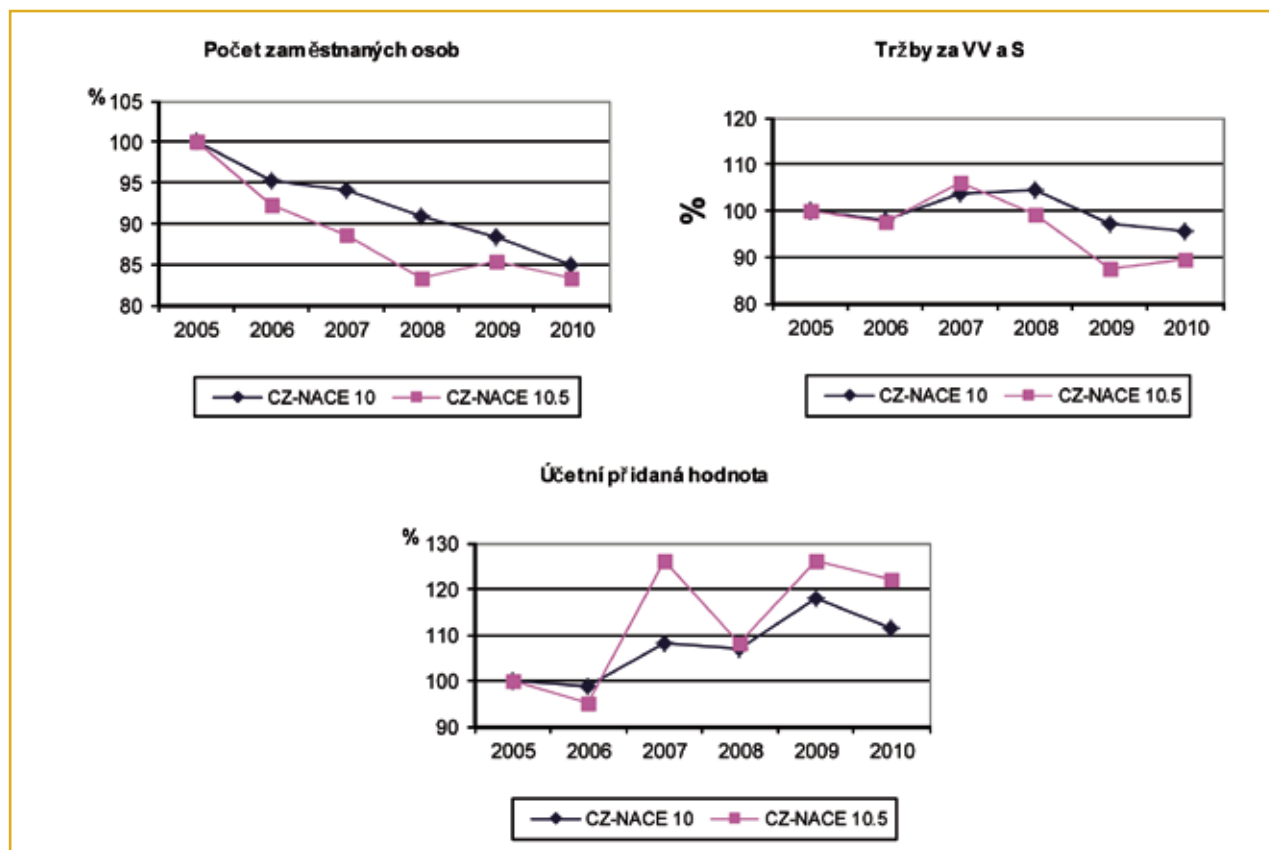 Počet zaměstnaných osob
%
105
100
95
90
85
80
2005 2006 2007 2008 2009 2010
CZ-NACE 10 CZ-NACE 10.5
Tržby za VV a S
%
120
110
100
90
80
2005 2006 2007 2008 2009 2010
CZ-NACE 10 CZ-NACE 10.5
Účetní přidaná hodnota
%
130
120
110
100
90
2005 2006 2007 2008 2009 2010
CZ-NACE 10 CZ-NACE 10.5